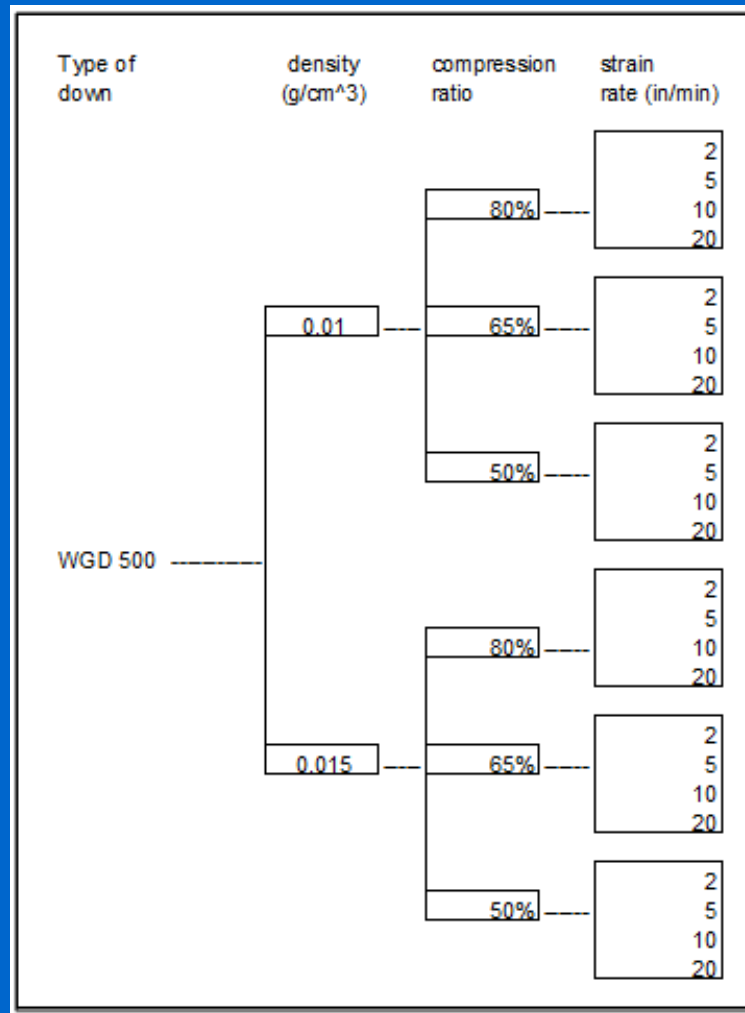 Type of down
density (g/cm^3)
compression ratio
strain rate (in/min)
2
5
80% ------ 10
20
2
0.01 ----- 65% ------ 5
10
20
2
50% ------ 5
10
20
WGD 500 --------------
2
5
80% ------ 10
20
2
0.015 ----- 65% ------ 5
10
20
2
50% ------ 5
10
20